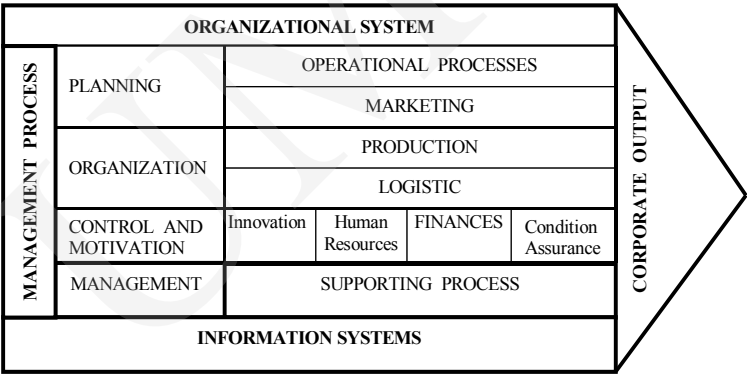 ORGANIZATIONAL SYSTEM
MANAGEMENT PROCESS
PLANNING
OPERATIONAL PROCESSES
MARKETING
ORGANIZATION
PRODUCTION
LOGISTIC
CONTROL AND
MOTIVATION
Innovation
Human
Resources
FINANCES
Condition
Assurance
MANAGEMENT
SUPPORTING PROCESS
INFORMATION SYSTEMS
CORPORATE OUTPUT